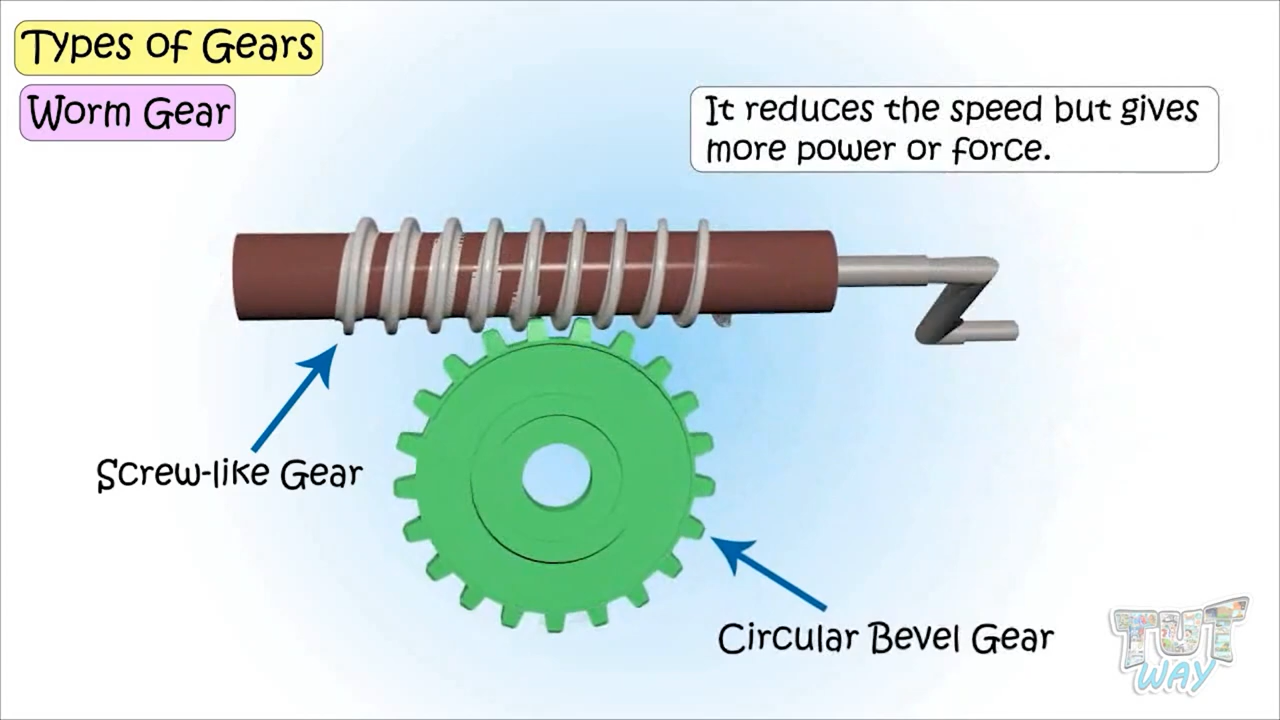 Types of Gears
Worm Gear
It reduces the speed but gives
more power or force.
Screw-like Gear
Circular Bevel Gear
TUT
WAY